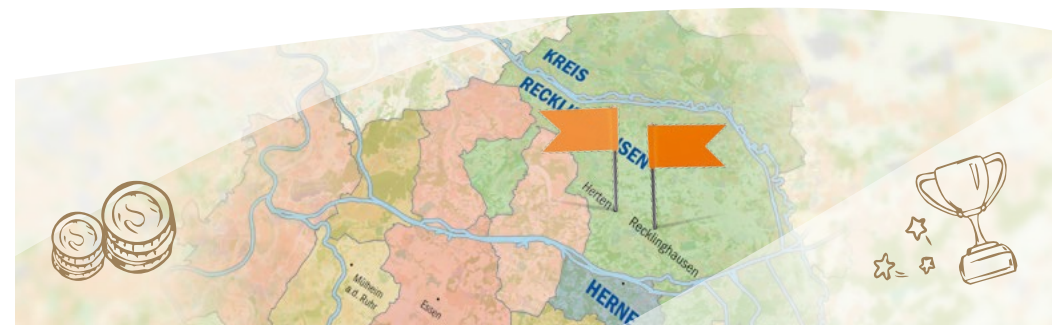 KREIS
RECKLI
SEN
Herten
Recklinghausen
Mülheim
a.d. Ruhr
Essen
HERNE